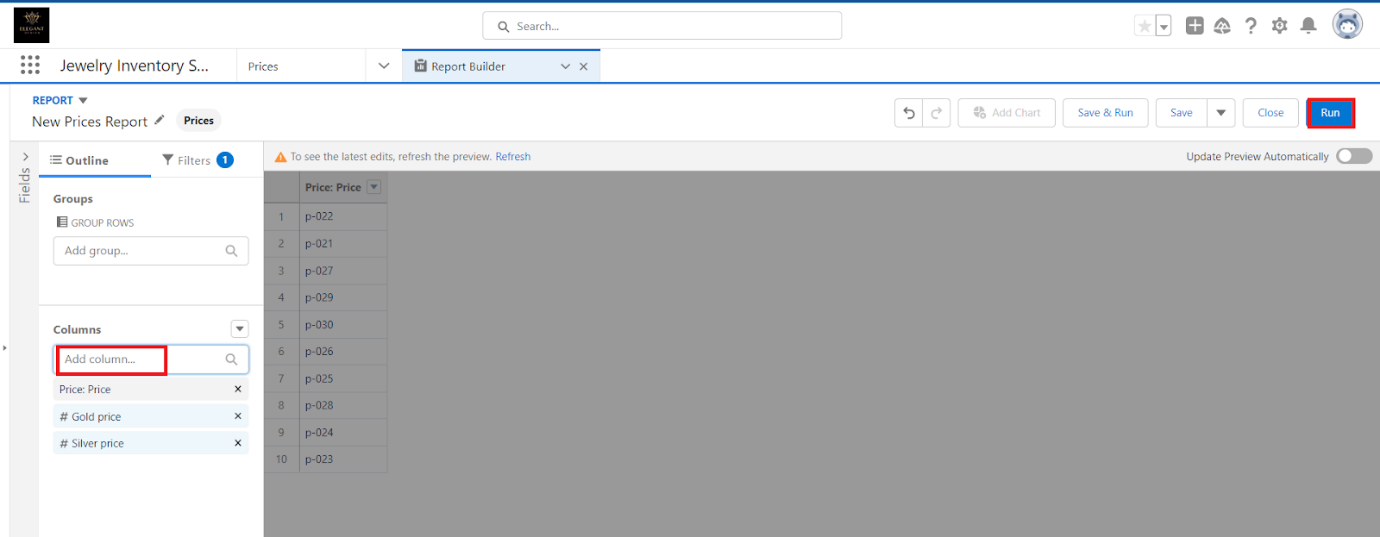 ELEGANT
Search...
Jewelry Inventory S...
Prices
Report Builder
REPORT
New Prices Report
Prices
Add Chart
Save & Run
Save
Close
Run
Fields
Outline
Filters
1
To see the latest edits, refresh the preview. Refresh
Update Preview Automatically
Groups
GROUP ROWS
Add group...
Columns
Add column...
Price: Price
# Gold price
# Silver price
Price: Price
1 p-022
2 p-021
3 p-027
4 p-029
5 p-030
6 p-026
7 p-025
8 p-028
9 p-024
10 p-023